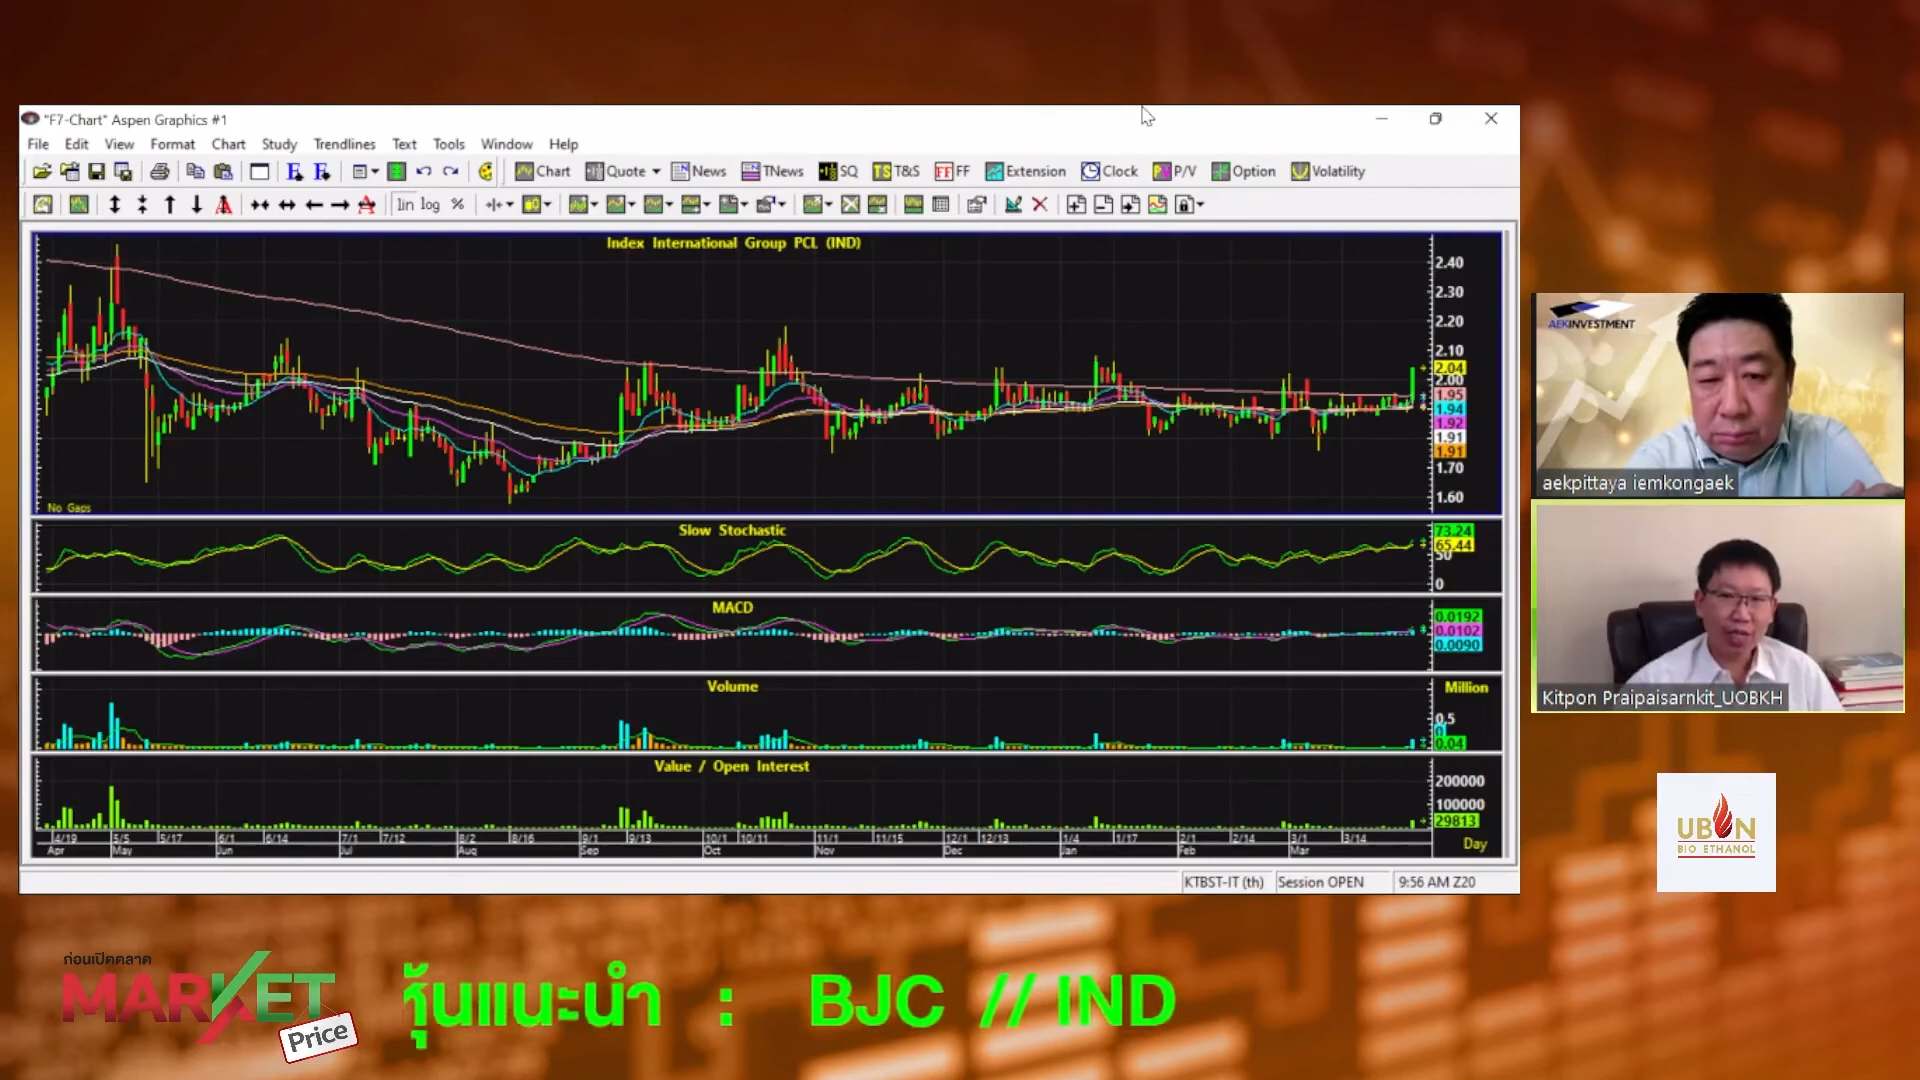 "F7-Chart" Aspen Graphics #1
File Edit View Format Chart Study Trendlines Text Tools Window Help
Chart Quote News TNews SQ T&S FF Extension Clock P/V Option Volatility
lin log %
Index International Group PCL (IND)
2.40
2.30
2.20
2.10
2.04
2.00
1.95
1.94
1.92
1.91
1.91
1.70
1.60
No Gaps
Slow Stochastic
73.24
65.44
50
0
MACD
0.0192
0.0102
0.0090
Volume
Million
0.5
0.04
Value / Open Interest
200000
100000
29813
4/19 5/5 5/17 6/1 6/14 7/1 7/12 8/2 8/16 9/1 9/13 10/1 10/11 11/1 11/15 12/1 12/13 1/4 1/17 2/1 2/14 3/1 3/14
Apr May Jun Jul Aug Sep Oct Nov Dec Jan Feb Mar
Day
KTBST-IT (th) Session OPEN 9:56 AM Z20
AEKINVESTMENT
aekpittaya iemkongaek
Kitpon Praipaisarnkit_UOBKH
UBON
BIO ETHANOL
ก่อนเปิดตลาด
MARKET
Price
หุ้นแนะนำ : BJC // IND